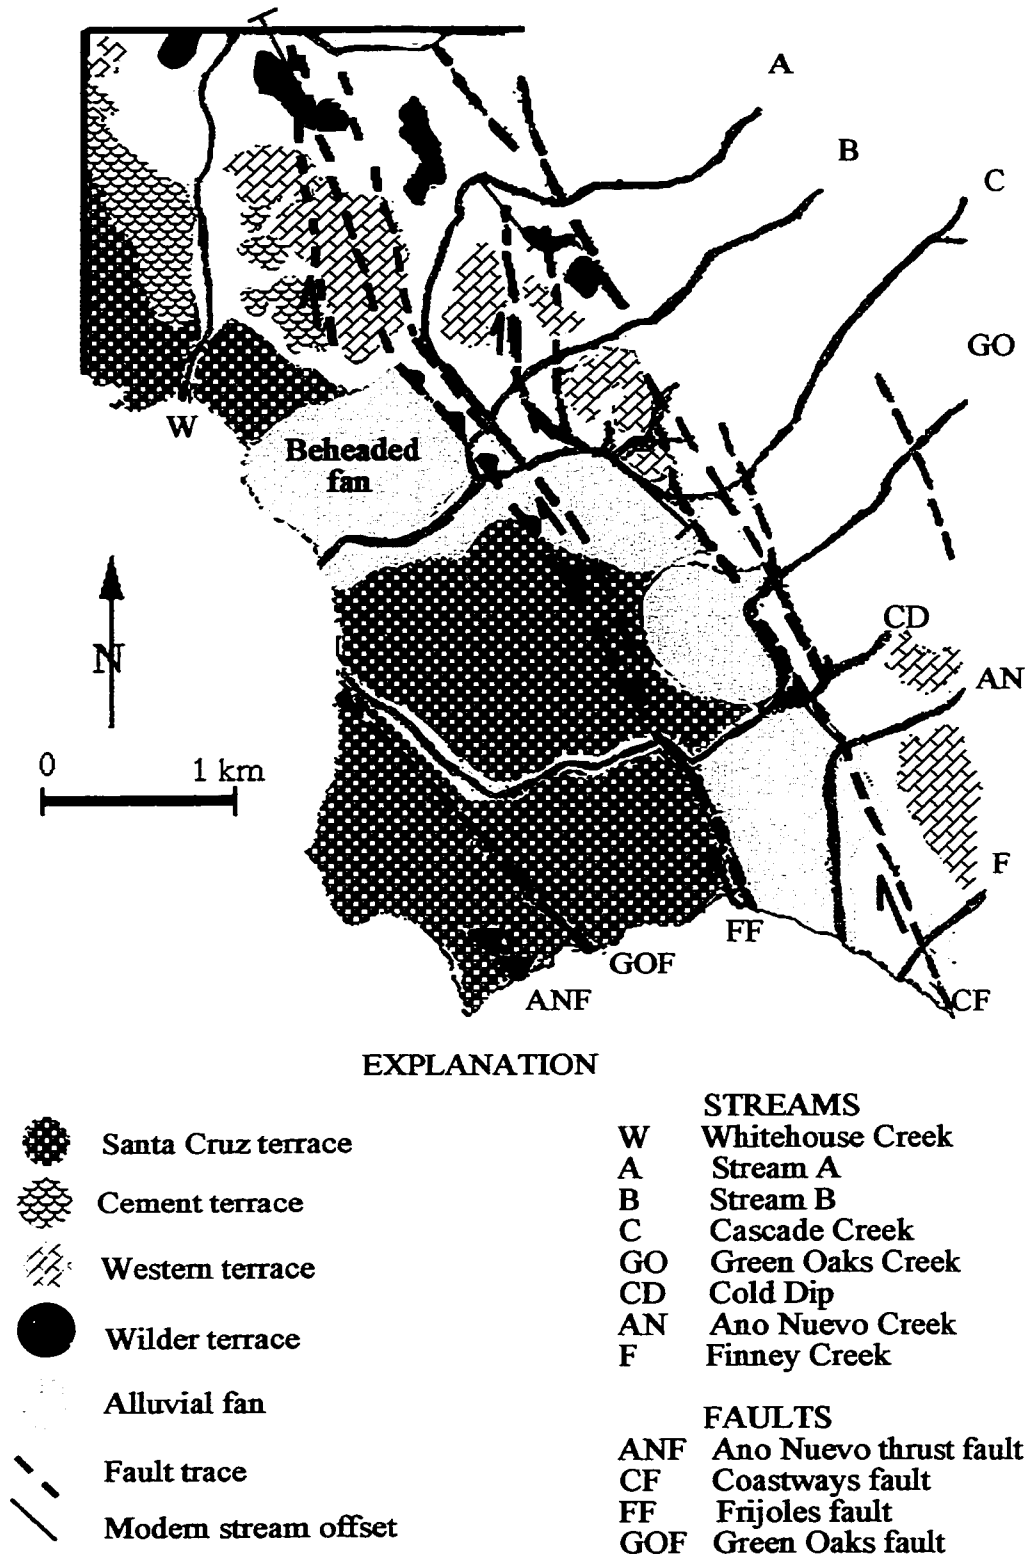 A
B
C
GO
W
Beheaded
fan
N
CD
AN
0 1 km
F
FF
GOF
ANF
CF
EXPLANATION
Santa Cruz terrace
Cement terrace
Western terrace
Wilder terrace
Alluvial fan
Fault trace
Modern stream offset
STREAMS
W Whitehouse Creek
A Stream A
B Stream B
C Cascade Creek
GO Green Oaks Creek
CD Cold Dip
AN Ano Nuevo Creek
F Finney Creek
FAULTS
ANF Ano Nuevo thrust fault
CF Coastways fault
FF Frijoles fault
GOF Green Oaks fault